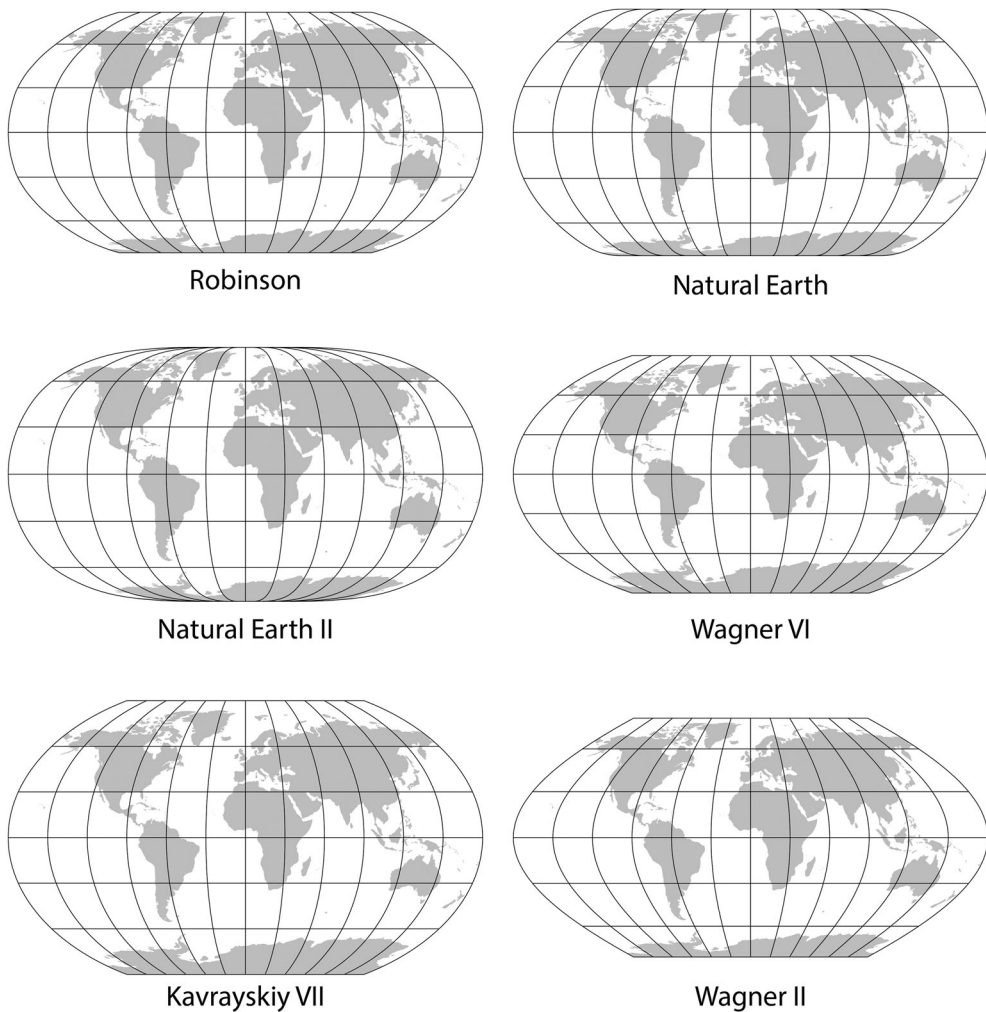 Robinson
Natural Earth
Natural Earth II
Wagner VI
Kavrayskiy VII
Wagner II